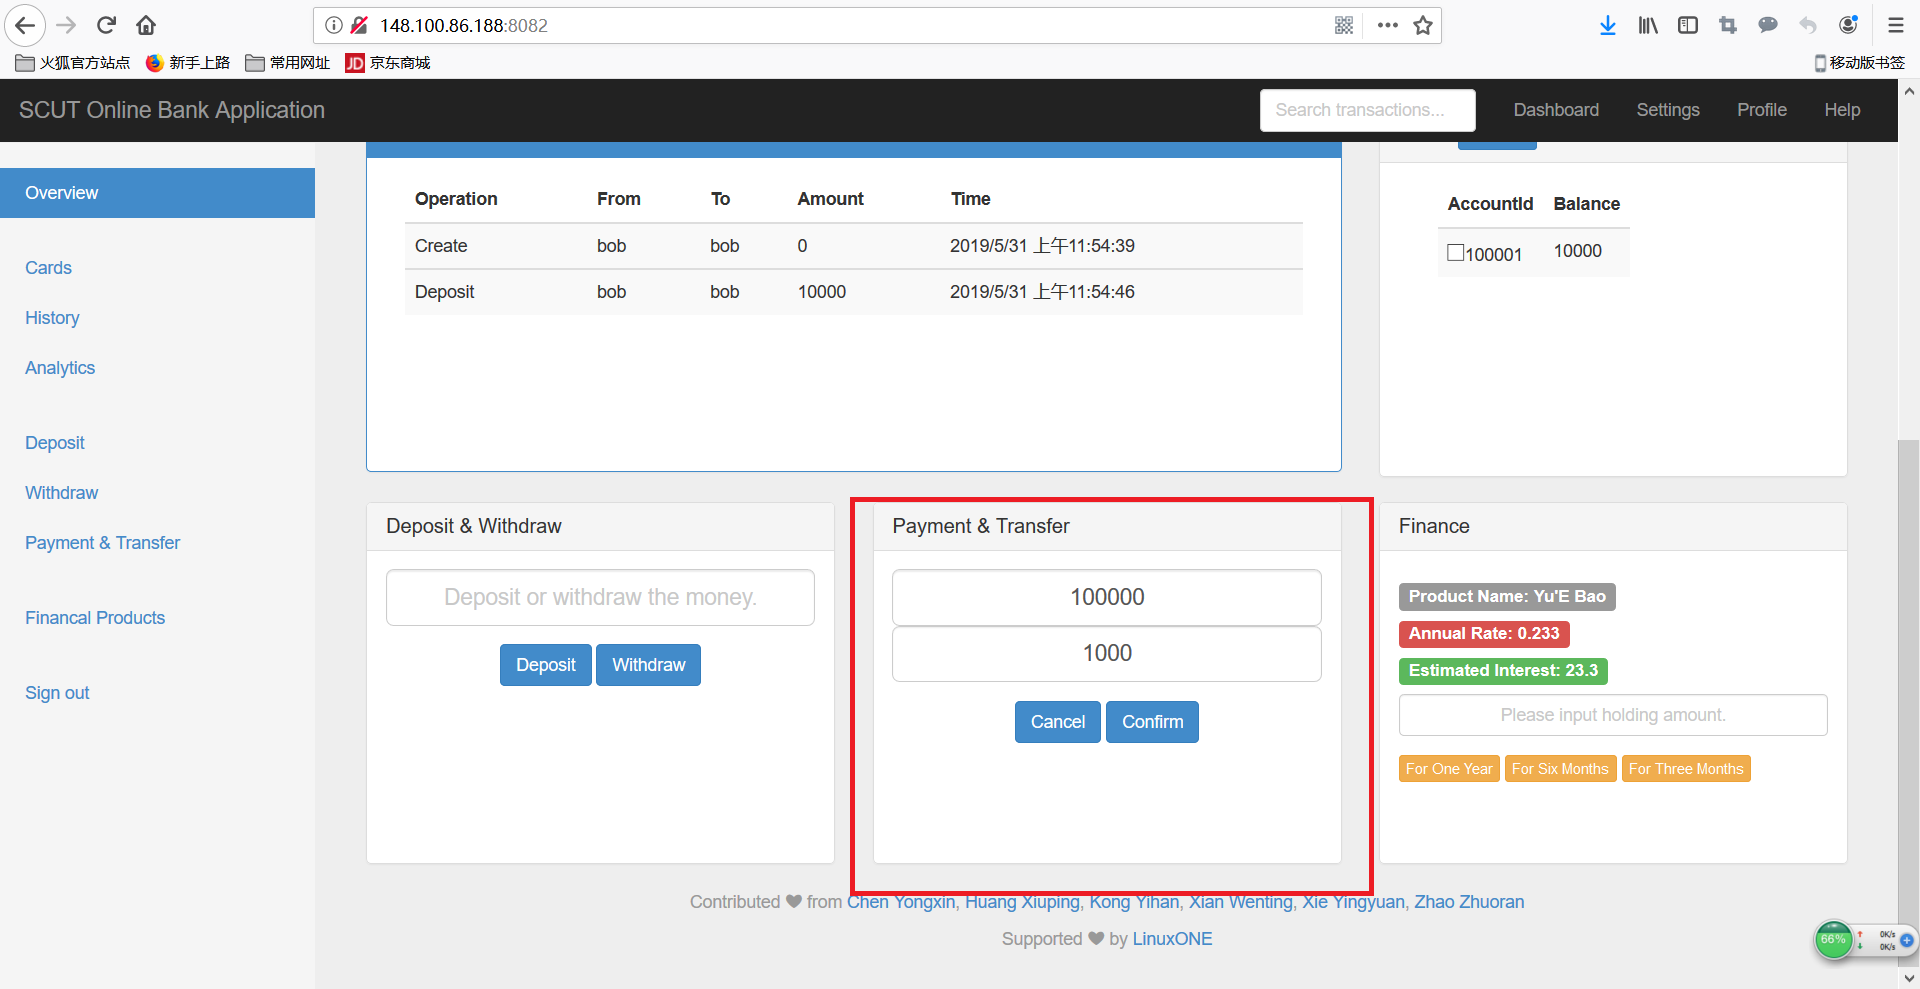 148.100.86.188:8082
火狐官方站点 新手上路 常用网址 JD 京东商城 移动版书签
SCUT Online Bank Application Search transactions... Dashboard Settings Profile Help
Overview
Cards
History
Analytics
Deposit
Withdraw
Payment & Transfer
Financal Products
Sign out
Operation From To Amount Time
Create bob bob 0 2019/5/31 上午11:54:39
Deposit bob bob 10000 2019/5/31 上午11:54:46
AccountId Balance
100001 10000
Deposit & Withdraw
Deposit or withdraw the money.
Deposit Withdraw
Payment & Transfer
100000
1000
Cancel Confirm
Finance
Product Name: Yu'E Bao
Annual Rate: 0.233
Estimated Interest: 23.3
Please input holding amount.
For One Year For Six Months For Three Months
Contributed from Chen Yongxin, Huang Xiuping, Kong Yihan, Xian Wenting, Xie Yingyuan, Zhao Zhuoran
Supported by LinuxONE
66% 0K/s
0K/s